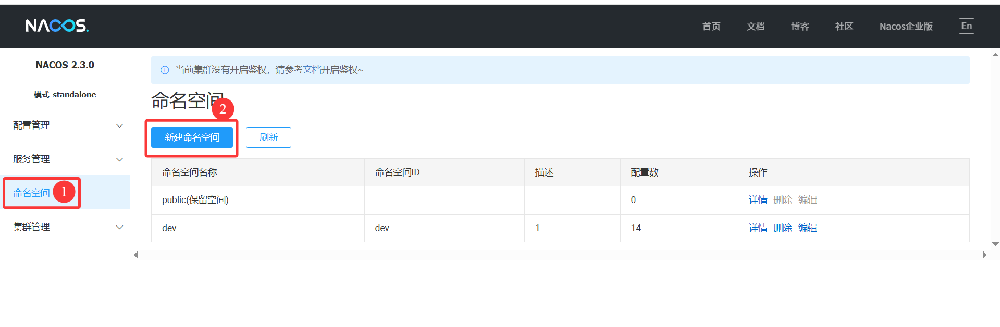 NACOS.
首页 文档 博客 社区 Nacos企业版 En
NACOS 2.3.0
模式 standalone
配置管理
服务管理
命名空间 1
集群管理
当前集群没有开启鉴权，请参考文档开启鉴权~
命名空间
2
新建命名空间 刷新
命名空间名称 命名空间ID 描述 配置数 操作
public(保留空间) 0 详情 删除 编辑
dev dev 1 14 详情 删除 编辑